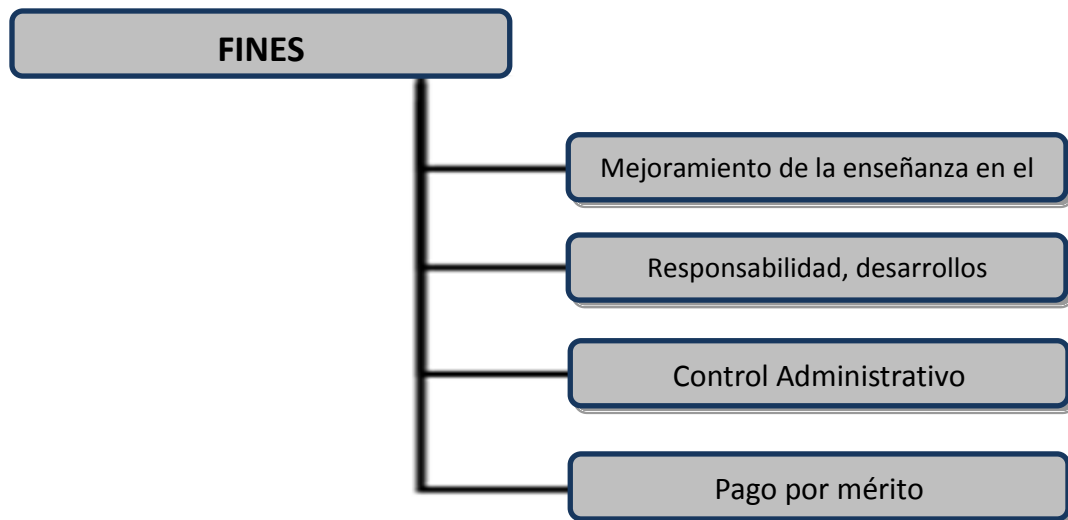 FINES
Mejoramiento de la enseñanza en el
Responsabilidad, desarrollos
Control Administrativo
Pago por mérito